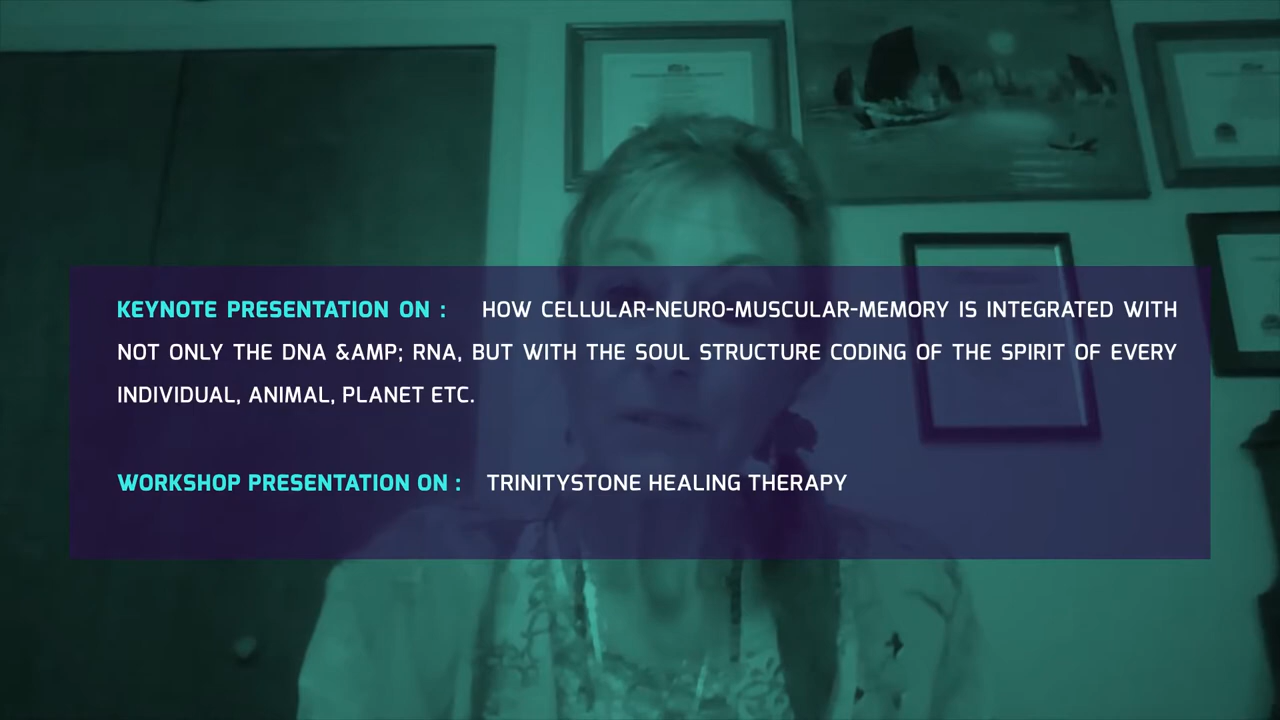 KEYNOTE PRESENTATION ON : HOW CELLULAR-NEURO-MUSCULAR-MEMORY IS INTEGRATED WITH
NOT ONLY THE DNA &AMP; RNA, BUT WITH THE SOUL STRUCTURE CODING OF THE SPIRIT OF EVERY
INDIVIDUAL, ANIMAL, PLANET ETC.
WORKSHOP PRESENTATION ON : TRINITYSTONE HEALING THERAPY